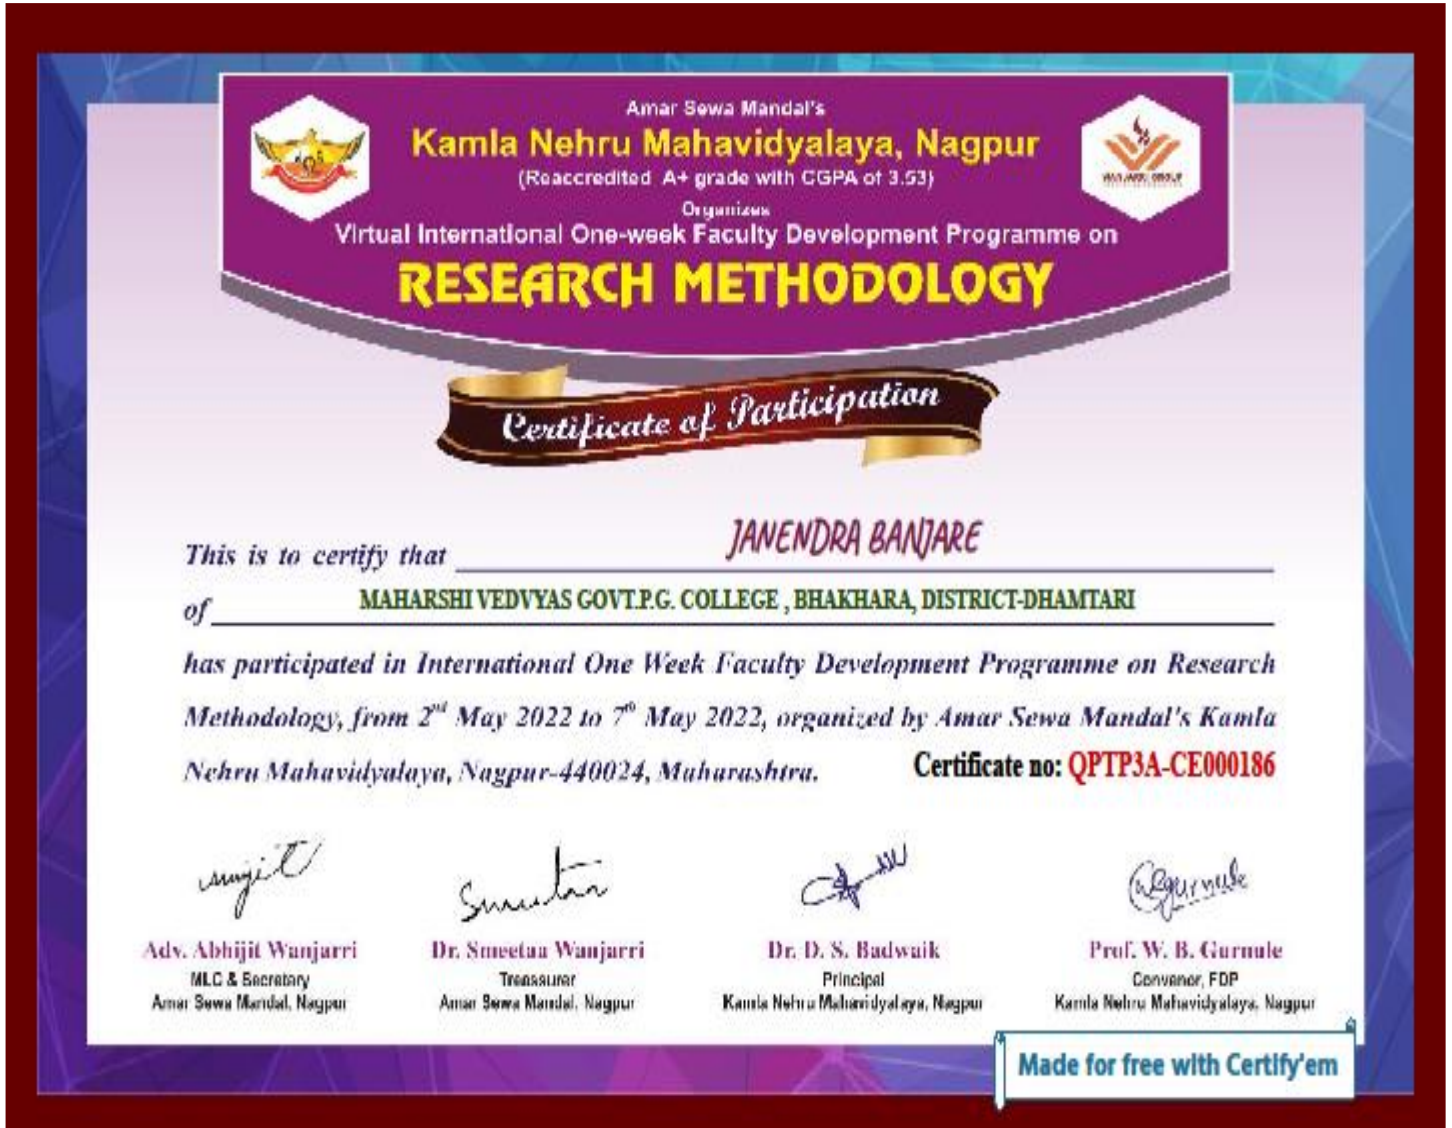 Amar Sewa Mandal's
Kamla Nehru Mahavidyalaya, Nagpur
(Reaccredited A+ grade with CGPA of 3.53)
WANJARRI GROUP
Organizes
Virtual International One-week Faculty Development Programme on
RESEARCH METHODOLOGY
Certificate of Participation
This is to certify that JANENDRA BANJARE
of MAHARSHI VEDVYAS GOVT.P.G. COLLEGE , BHAKHARA, DISTRICT-DHAMTARI
has participated in International One Week Faculty Development Programme on Research
Methodology, from 2nd May 2022 to 7th May 2022, organized by Amar Sewa Mandal's Kamla
Nehru Mahavidyalaya, Nagpur-440024, Maharashtra. Certificate no: QPTP3A-CE000186
Adv. Abhijit Wanjarri Dr. Smeetaa Wanjarri Dr. D. S. Badwaik Prof. W. B. Gurnule
MLC & Secretary Treassurer Principal Convenor, FDP
Amar Sewa Mandal, Nagpur Amar Sewa Mandal, Nagpur Kamla Nehru Mahavidyalaya, Nagpur Kamla Nehru Mahavidyalaya, Nagpur
Made for free with Certify'em